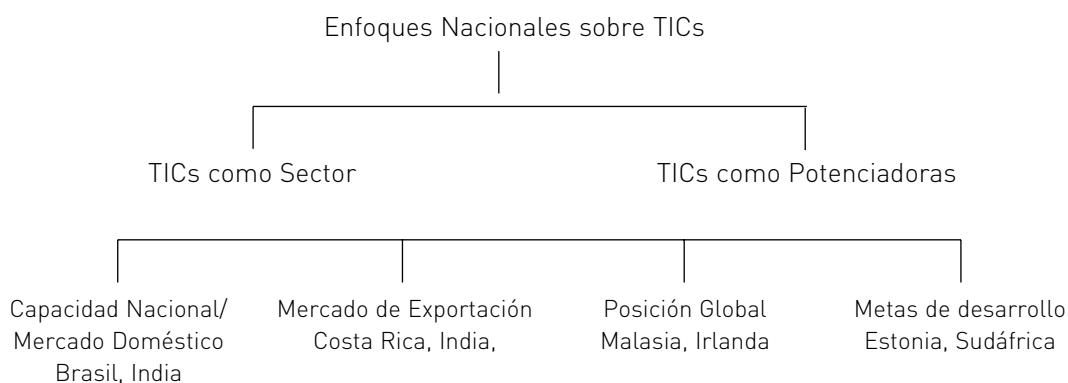 Enfoques Nacionales sobre TICs
TICs como Sector
TICs como Potenciadoras
Capacidad Nacional/
Mercado Doméstico
Brasil, India
Mercado de Exportación
Costa Rica, India,
Posición Global
Malasia, Irlanda
Metas de desarrollo
Estonia, Sudáfrica